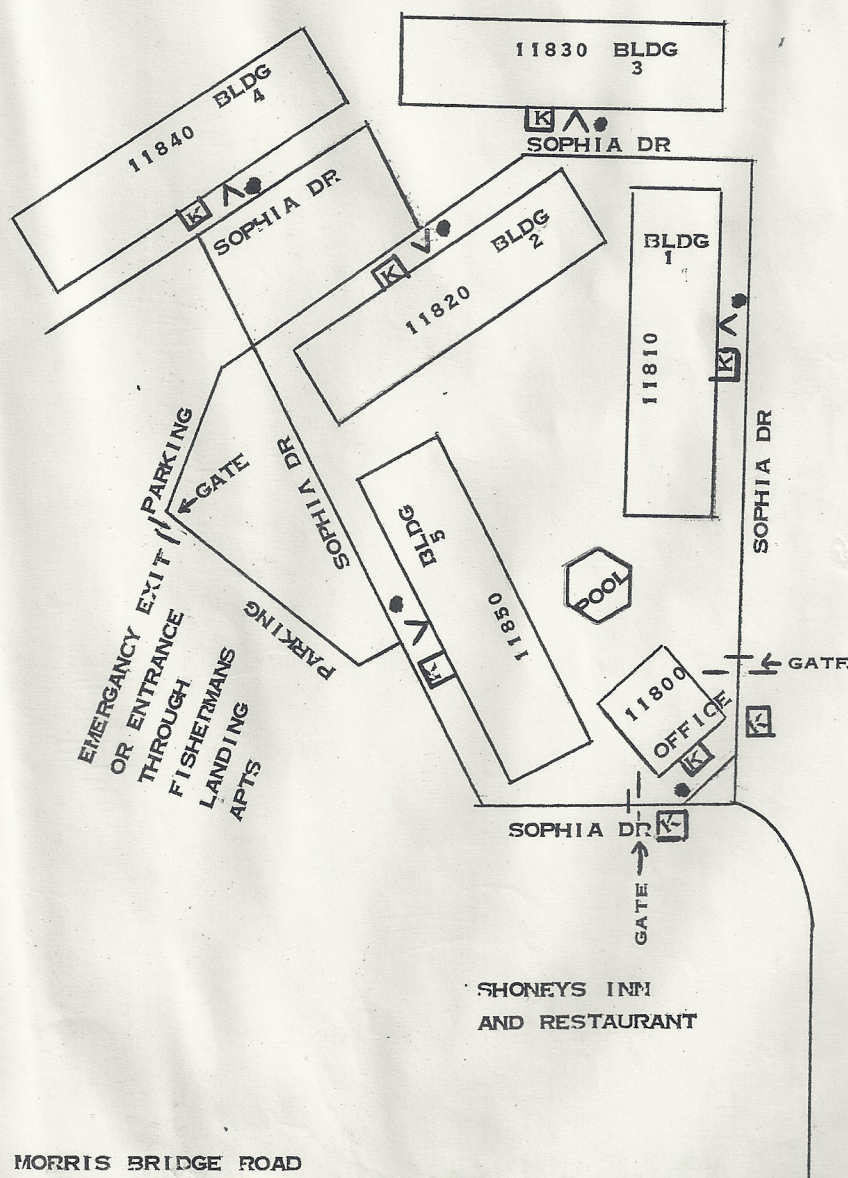 11830 BLDG
3
K
SOPHIA DR
BLDG
4
11840
K
SOPHIA DR
BLDG
2
11820
K
BLDG
1
11810
K
SOPHIA DR
PARKING
GATE
SOPHIA DR
BLDG
5
11850
K
POOL
PARKING
EMERGANCY EXIT
OR ENTRANCE
THROUGH
FISHERMANS
LANDING
APTS
11800
OFFICE
K
GATE
K
SOPHIA DR
K
GATE
SHONEYS INN
AND RESTAURANT
MORRIS BRIDGE ROAD